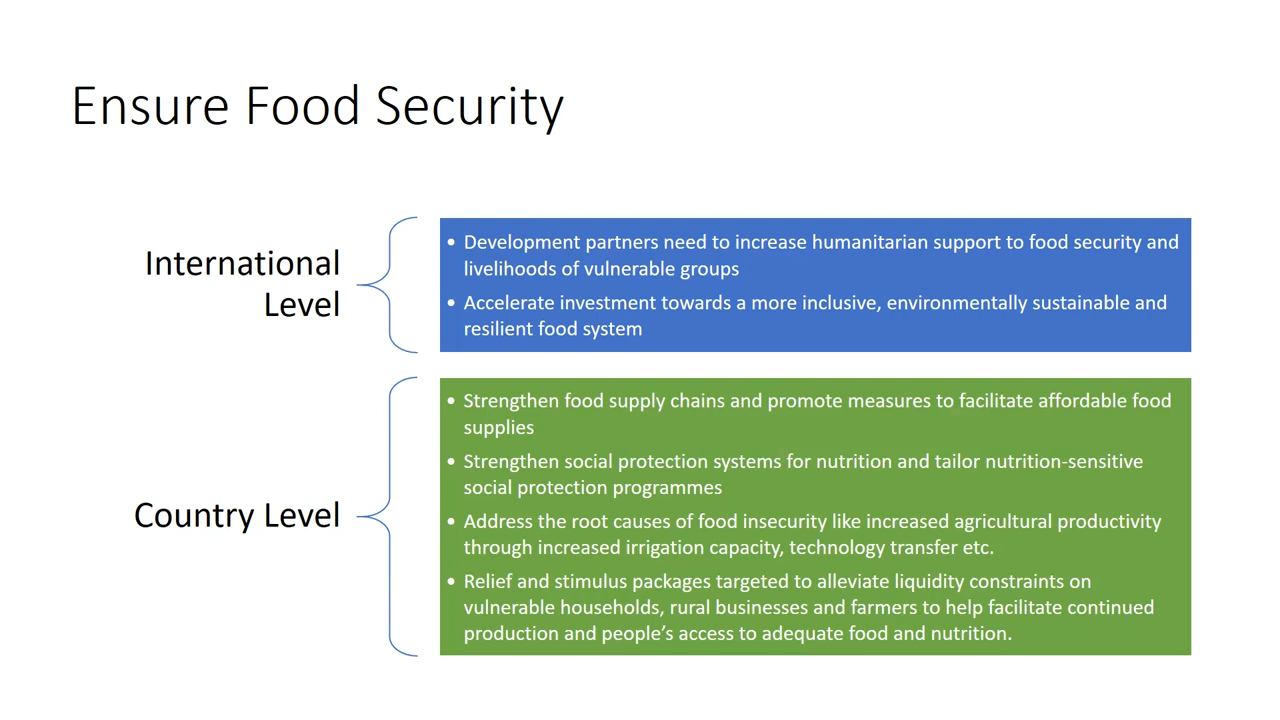 Ensure Food Security
International
Level
• Development partners need to increase humanitarian support to food security and
livelihoods of vulnerable groups
• Accelerate investment towards a more inclusive, environmentally sustainable and
resilient food system
Country Level
• Strengthen food supply chains and promote measures to facilitate affordable food
supplies
• Strengthen social protection systems for nutrition and tailor nutrition-sensitive
social protection programmes
• Address the root causes of food insecurity like increased agricultural productivity
through increased irrigation capacity, technology transfer etc.
• Relief and stimulus packages targeted to alleviate liquidity constraints on
vulnerable households, rural businesses and farmers to help facilitate continued
production and people’s access to adequate food and nutrition.